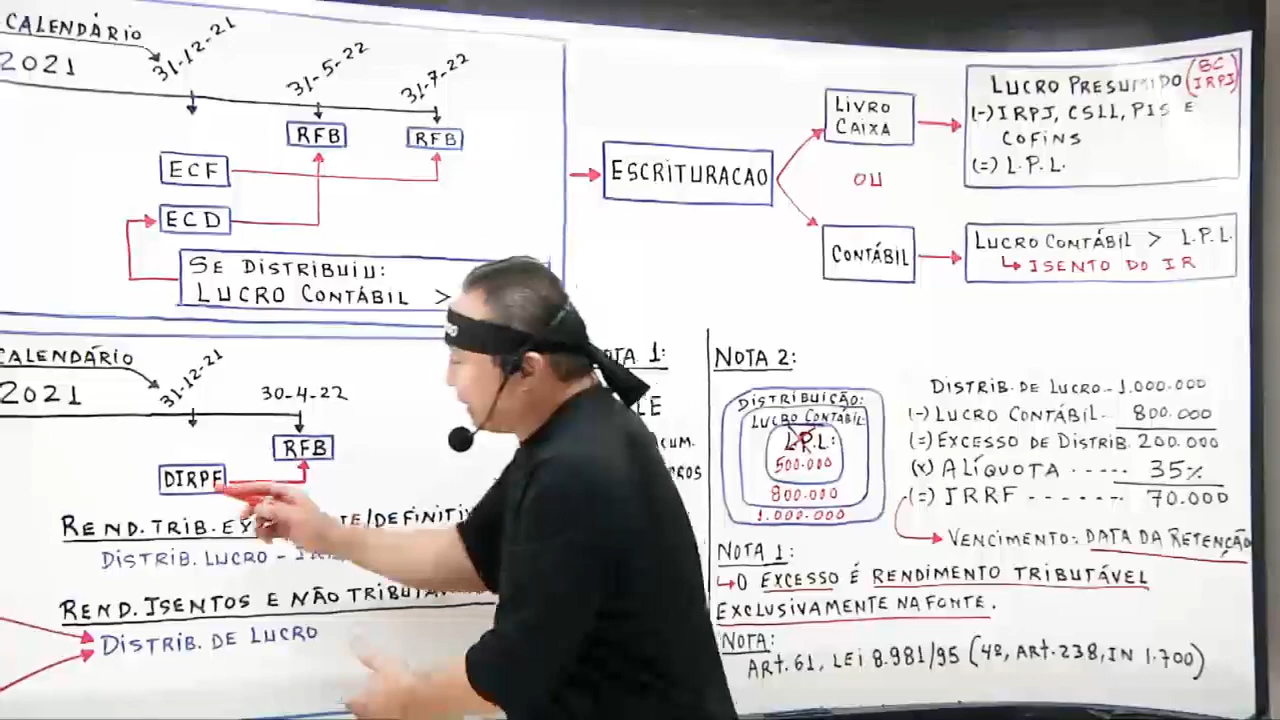 CALENDÁRIO
2021
31-12-21
31-5-22
31-7-22
RFB
RFB
ECF
ECD
SE DISTRIBUIU:
LUCRO CONTÁBIL >
ESCRITURACAO
LIVRO
CAIXA
OU
CONTÁBIL
LUCRO PRESUMIDO (BC IRPJ)
(-) IRPJ, CSLL, PIS E
COFINS
(=) L.P.L.
LUCRO CONTÁBIL > L.P.L.
ISENTO DO IR
CALENDÁRIO
2021
31-12-21
30-4-22
RFB
DIRPF
REND. TRIB. TE/DEFINITIV
DISTRIB. LUCRO -
REND. ISENTOS E NÃO TRIBUTÁV
DISTRIB. DE LUCRO
NOTA 1:
NOTA 2:
DISTRIBUIÇÃO:
LUCRO CONTÁBIL:
L.P.L:
500.000
800.000
1.000.000
DISTRIB. DE LUCRO - 1.000.000
(-) LUCRO CONTÁBIL - 800.000
(=) EXCESSO DE DISTRIB. 200.000
(x) ALÍQUOTA ..... 35%
(=) IRRF ------- 70.000
VENCIMENTO: DATA DA RETENÇÃO
NOTA 1:
O EXCESSO É RENDIMENTO TRIBUTÁVEL
EXCLUSIVAMENTE NA FONTE.
NOTA:
ART. 61, LEI 8.981/95 (4º, ART. 238, IN 1.700)